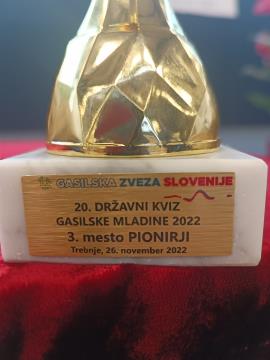 GASILSKA ZVEZA SLOVENIJE
20. DRŽAVNI KVIZ
GASILSKE MLADINE 2022
3. mesto PIONIRJI
Trebnje, 26. november 2022